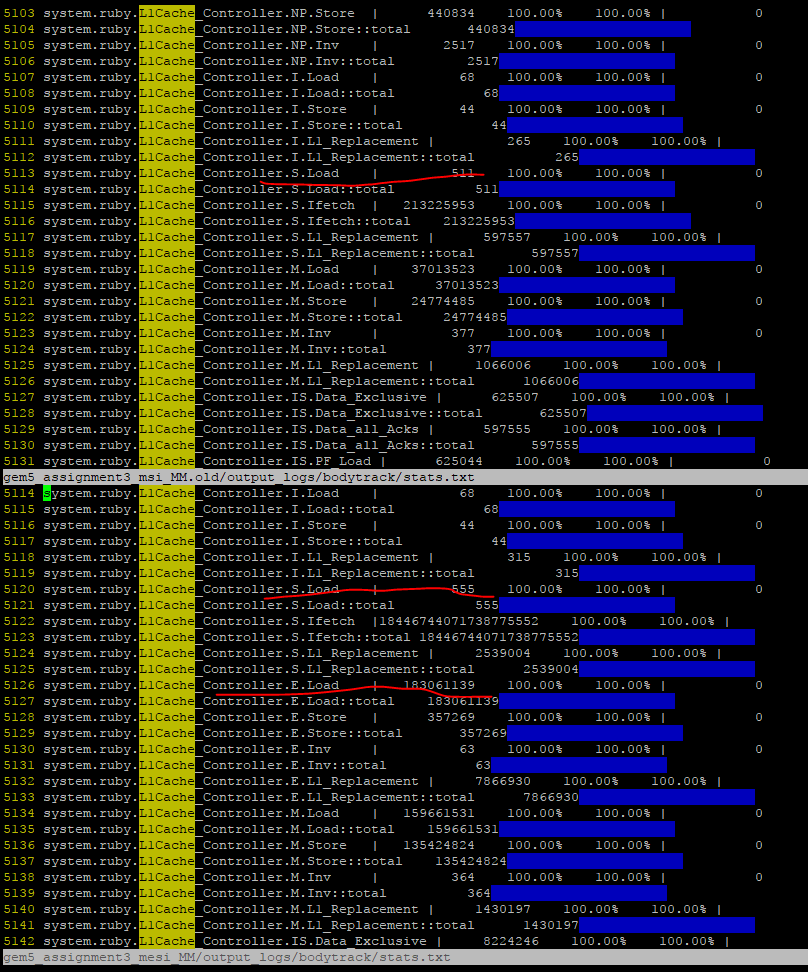 5103 system.ruby.L1Cache_Controller.NP.Store | 440834 100.00% 100.00% | 0
5104 system.ruby.L1Cache_Controller.NP.Store::total 440834
5105 system.ruby.L1Cache_Controller.NP.Inv | 2517 100.00% 100.00% | 0
5106 system.ruby.L1Cache_Controller.NP.Inv::total 2517
5107 system.ruby.L1Cache_Controller.I.Load | 68 100.00% 100.00% | 0
5108 system.ruby.L1Cache_Controller.I.Load::total 68
5109 system.ruby.L1Cache_Controller.I.Store | 44 100.00% 100.00% | 0
5110 system.ruby.L1Cache_Controller.I.Store::total 44
5111 system.ruby.L1Cache_Controller.I.L1_Replacement | 265 100.00% 100.00% |
5112 system.ruby.L1Cache_Controller.I.L1_Replacement::total 265
5113 system.ruby.L1Cache_Controller.S.Load | 511 100.00% 100.00% | 0
5114 system.ruby.L1Cache_Controller.S.Load::total 511
5115 system.ruby.L1Cache_Controller.S.Ifetch | 213225953 100.00% 100.00% | 0
5116 system.ruby.L1Cache_Controller.S.Ifetch::total 213225953
5117 system.ruby.L1Cache_Controller.S.L1_Replacement | 597557 100.00% 100.00% |
5118 system.ruby.L1Cache_Controller.S.L1_Replacement::total 597557
5119 system.ruby.L1Cache_Controller.M.Load | 37013523 100.00% 100.00% | 0
5120 system.ruby.L1Cache_Controller.M.Load::total 37013523
5121 system.ruby.L1Cache_Controller.M.Store | 24774485 100.00% 100.00% | 0
5122 system.ruby.L1Cache_Controller.M.Store::total 24774485
5123 system.ruby.L1Cache_Controller.M.Inv | 377 100.00% 100.00% | 0
5124 system.ruby.L1Cache_Controller.M.Inv::total 377
5125 system.ruby.L1Cache_Controller.M.L1_Replacement | 1066006 100.00% 100.00% |
5126 system.ruby.L1Cache_Controller.M.L1_Replacement::total 1066006
5127 system.ruby.L1Cache_Controller.IS.Data_Exclusive | 625507 100.00% 100.00% |
5128 system.ruby.L1Cache_Controller.IS.Data_Exclusive::total 625507
5129 system.ruby.L1Cache_Controller.IS.Data_all_Acks | 597555 100.00% 100.00% |
5130 system.ruby.L1Cache_Controller.IS.Data_all_Acks::total 597555
5131 system.ruby.L1Cache_Controller.IS.PF_Load | 625044 100.00% 100.00% | 0
gem5_assignment3_msi_MM.old/output_logs/bodytrack/stats.txt
5114 system.ruby.L1Cache_Controller.I.Load | 68 100.00% 100.00% | 0
5115 system.ruby.L1Cache_Controller.I.Load::total 68
5116 system.ruby.L1Cache_Controller.I.Store | 44 100.00% 100.00% | 0
5117 system.ruby.L1Cache_Controller.I.Store::total 44
5118 system.ruby.L1Cache_Controller.I.L1_Replacement | 315 100.00% 100.00% |
5119 system.ruby.L1Cache_Controller.I.L1_Replacement::total 315
5120 system.ruby.L1Cache_Controller.S.Load | 555 100.00% 100.00% | 0
5121 system.ruby.L1Cache_Controller.S.Load::total 555
5122 system.ruby.L1Cache_Controller.S.Ifetch |18446744071738775552 100.00% 100.00% |
5123 system.ruby.L1Cache_Controller.S.Ifetch::total 18446744071738775552
5124 system.ruby.L1Cache_Controller.S.L1_Replacement | 2539004 100.00% 100.00% |
5125 system.ruby.L1Cache_Controller.S.L1_Replacement::total 2539004
5126 system.ruby.L1Cache_Controller.E.Load | 183061139 100.00% 100.00% | 0
5127 system.ruby.L1Cache_Controller.E.Load::total 183061139
5128 system.ruby.L1Cache_Controller.E.Store | 357269 100.00% 100.00% | 0
5129 system.ruby.L1Cache_Controller.E.Store::total 357269
5130 system.ruby.L1Cache_Controller.E.Inv | 63 100.00% 100.00% | 0
5131 system.ruby.L1Cache_Controller.E.Inv::total 63
5132 system.ruby.L1Cache_Controller.E.L1_Replacement | 7866930 100.00% 100.00% |
5133 system.ruby.L1Cache_Controller.E.L1_Replacement::total 7866930
5134 system.ruby.L1Cache_Controller.M.Load | 159661531 100.00% 100.00% | 0
5135 system.ruby.L1Cache_Controller.M.Load::total 159661531
5136 system.ruby.L1Cache_Controller.M.Store | 135424824 100.00% 100.00% | 0
5137 system.ruby.L1Cache_Controller.M.Store::total 135424824
5138 system.ruby.L1Cache_Controller.M.Inv | 364 100.00% 100.00% | 0
5139 system.ruby.L1Cache_Controller.M.Inv::total 364
5140 system.ruby.L1Cache_Controller.M.L1_Replacement | 1430197 100.00% 100.00% |
5141 system.ruby.L1Cache_Controller.M.L1_Replacement::total 1430197
5142 system.ruby.L1Cache_Controller.IS.Data_Exclusive | 8224246 100.00% 100.00% |
gem5_assignment3_mesi_MM/output_logs/bodytrack/stats.txt